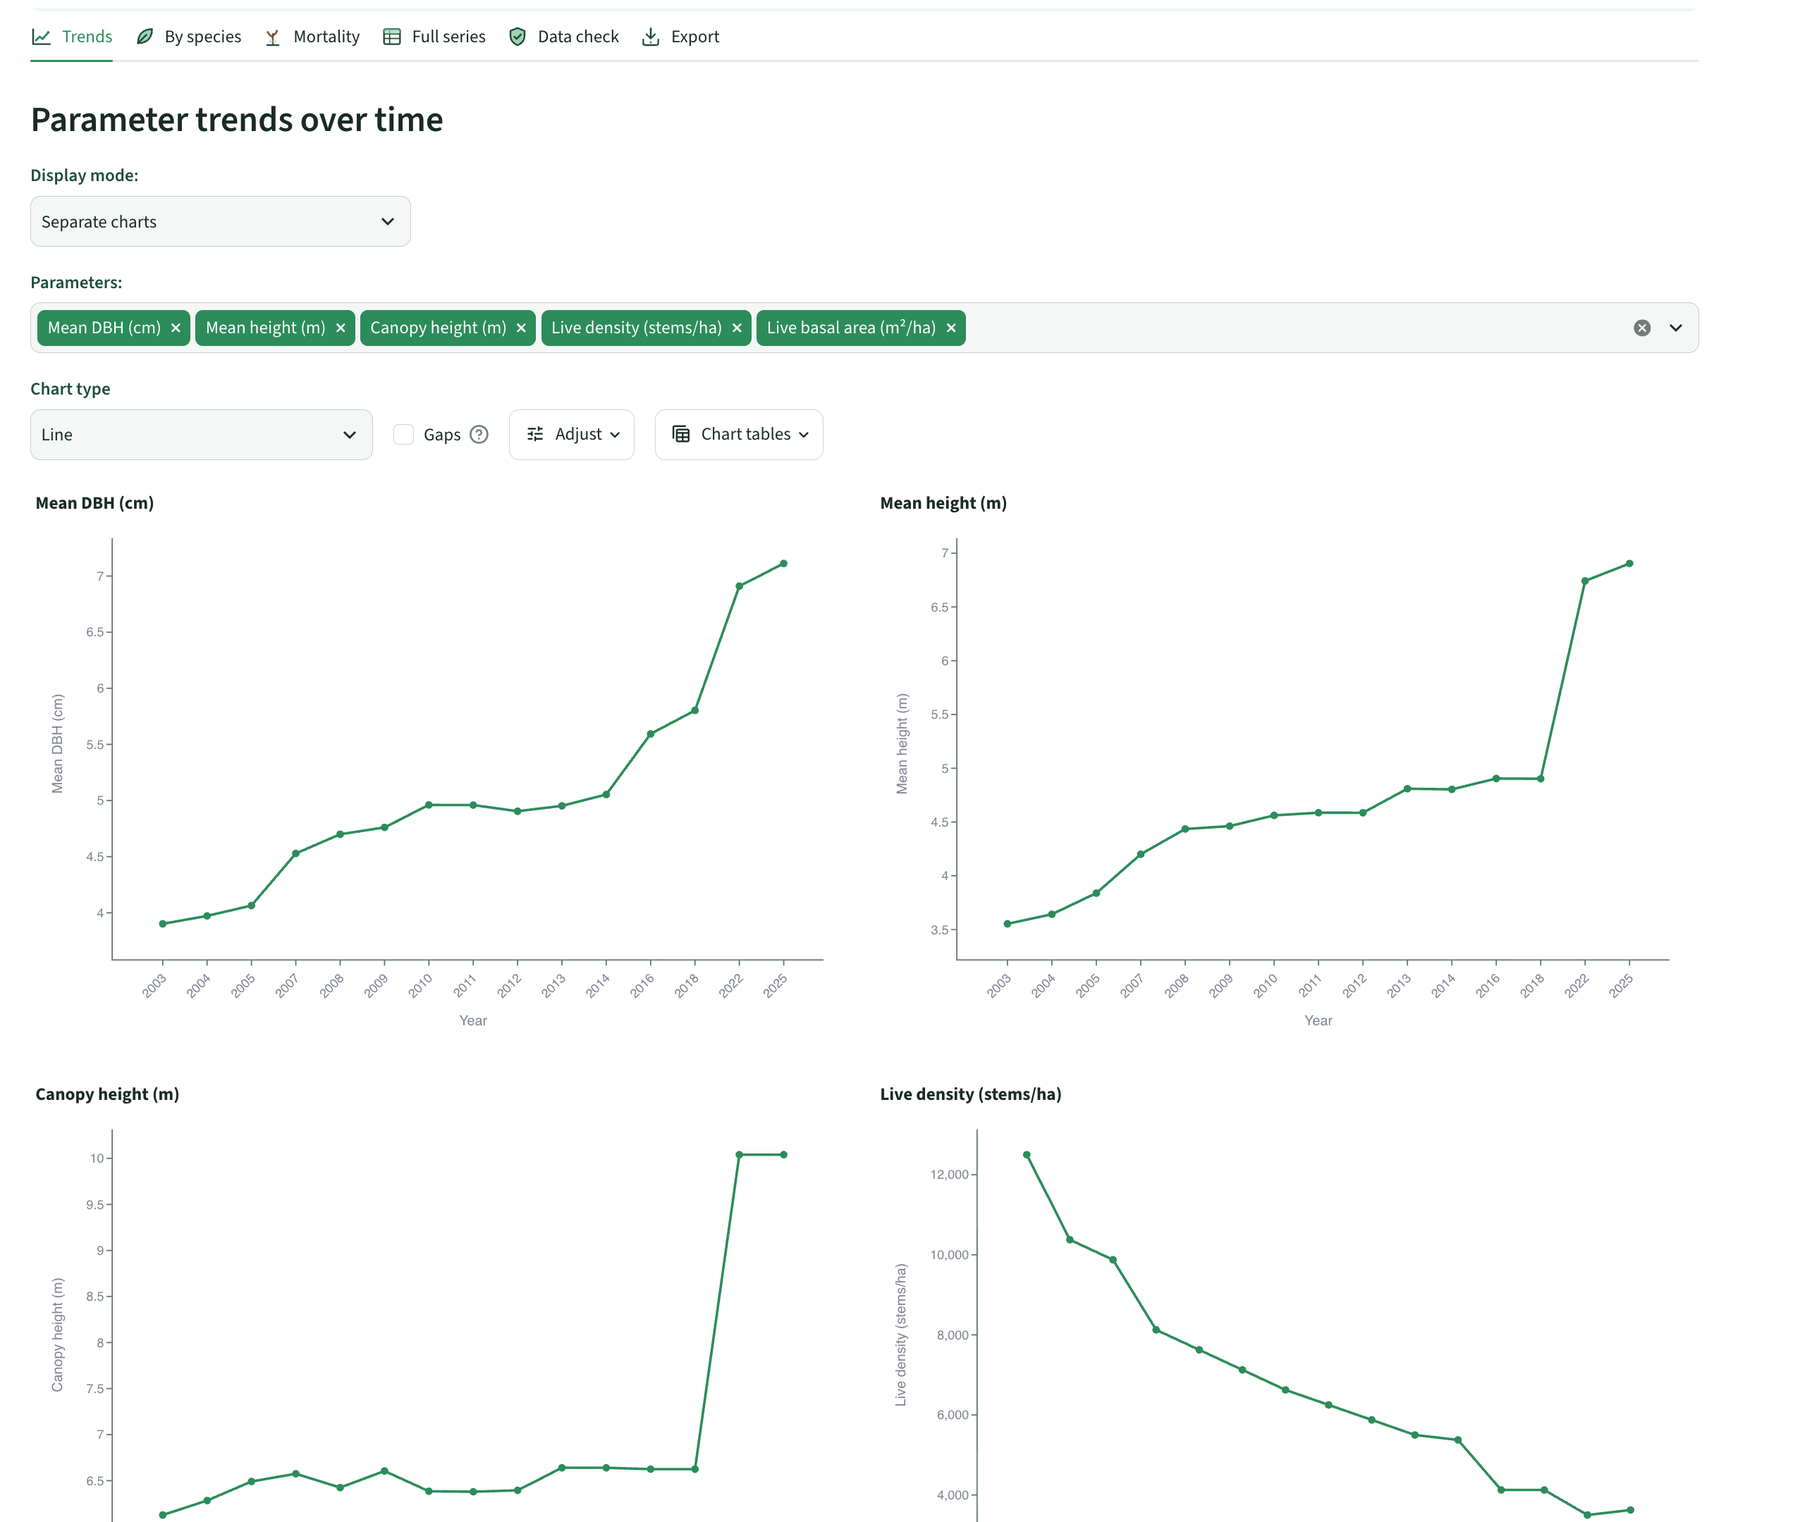 Trends By species Mortality Full series Data check Export
Parameter trends over time
Display mode:
Separate charts
Parameters:
Mean DBH (cm) × Mean height (m) × Canopy height (m) × Live density (stems/ha) × Live basal area (m²/ha) ×
Chart type
Line Gaps ? Adjust Chart tables
Mean DBH (cm)
7
6.5
6
5.5
5
4.5
4
Mean DBH (cm)
2003 2004 2005 2007 2008 2009 2010 2011 2012 2013 2014 2016 2018 2022 2025
Year
Mean height (m)
7
6.5
6
5.5
5
4.5
4
3.5
Mean height (m)
2003 2004 2005 2007 2008 2009 2010 2011 2012 2013 2014 2016 2018 2022 2025
Year
Canopy height (m)
10
9.5
9
8.5
8
7.5
7
6.5
Canopy height (m)
Live density (stems/ha)
12,000
10,000
8,000
6,000
4,000
Live density (stems/ha)